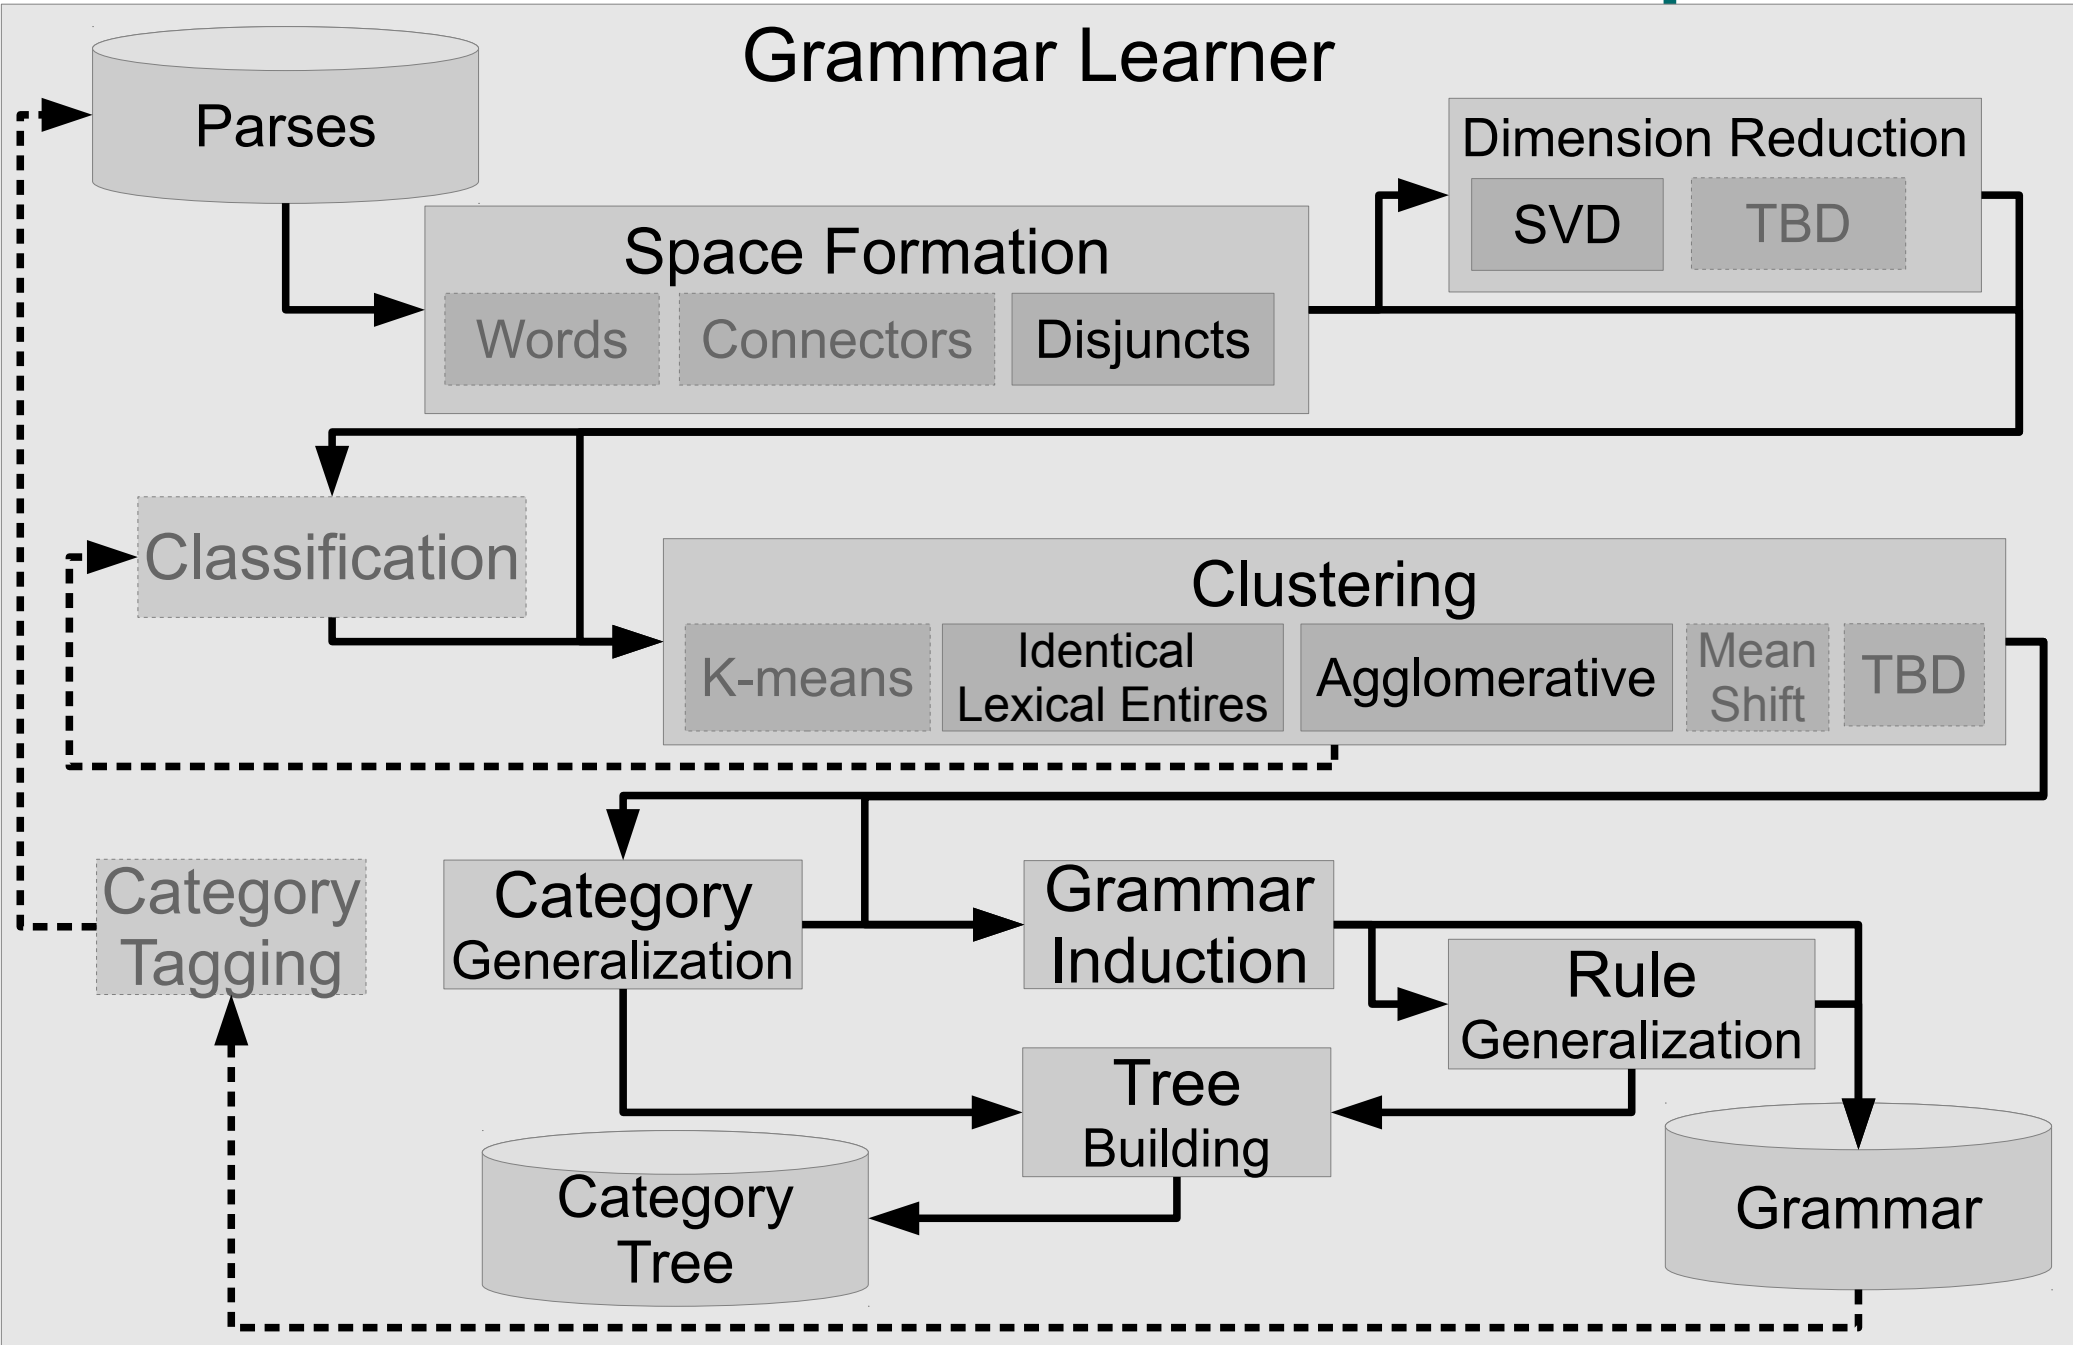 Grammar Learner
Parses
Dimension Reduction
SVD
TBD
Space Formation
Words
Connectors
Disjuncts
Classification
Clustering
K-means
Identical
Lexical Entires
Agglomerative
Mean
Shift
TBD
Category
Tagging
Category
Generalization
Grammar
Induction
Rule
Generalization
Tree
Building
Category
Tree
Grammar